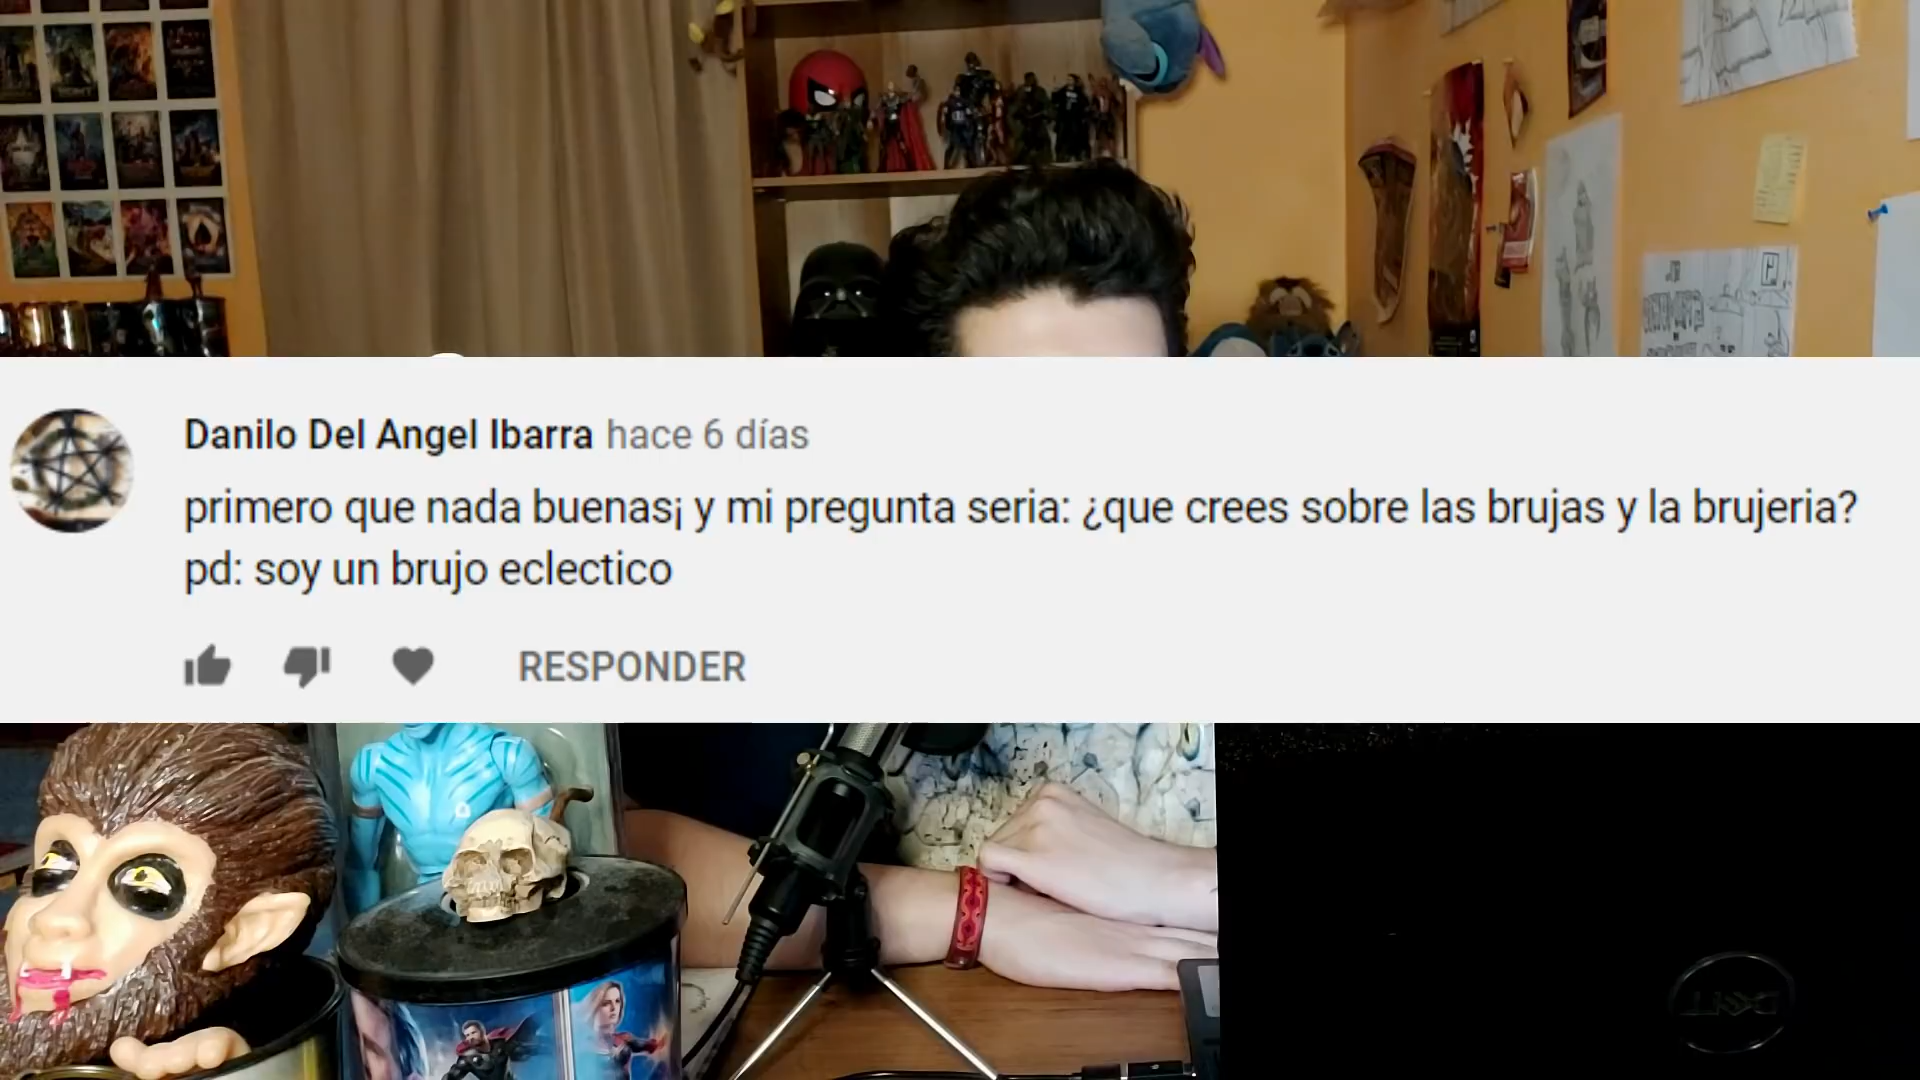 Danilo Del Angel Ibarra hace 6 días
primero que nada buenas¡ y mi pregunta seria: ¿que crees sobre las brujas y la brujeria?
pd: soy un brujo eclectico
RESPONDER